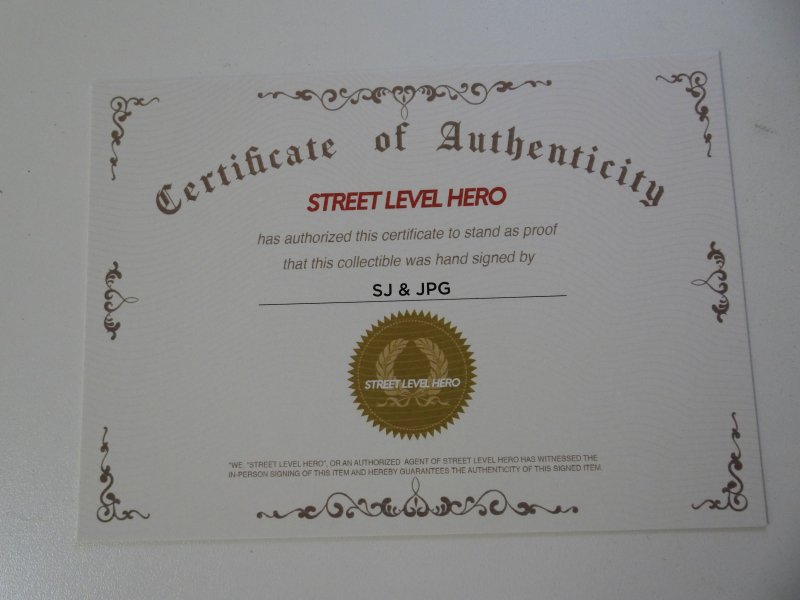 Certificate of Authenticity
STREET LEVEL HERO
has authorized this certificate to stand as proof
that this collectible was hand signed by
SJ & JPG
STREET LEVEL HERO
"WE, "STREET LEVEL HERO", OR AN AUTHORIZED AGENT OF STREET LEVEL HERO HAS WITNESSED THE
IN-PERSON SIGNING OF THIS ITEM AND HEREBY GUARANTEES THE AUTHENTICITY OF THIS SIGNED ITEM.